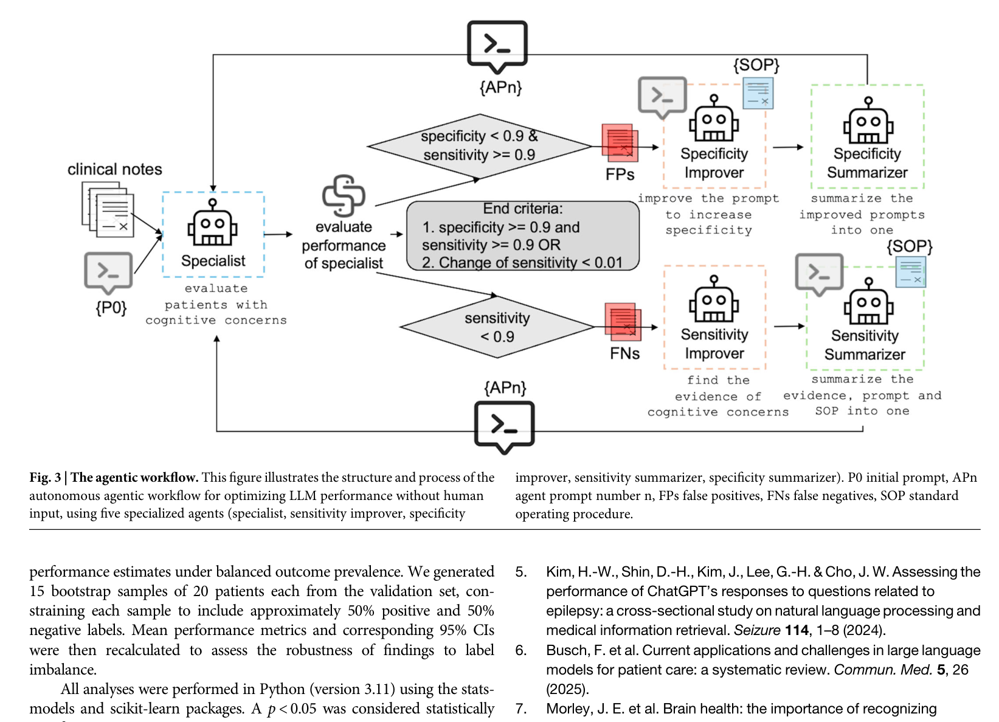 {APn}
{SOP}
specificity < 0.9 &
sensitivity >= 0.9
FPs
Specificity
Improver
improve the prompt
to increase
specificity
Specificity
Summarizer
summarize the
improved prompts
into one
clinical notes
{P0}
Specialist
evaluate
patients with
cognitive concerns
evaluate
performance
of specialist
End criteria:
1. specificity >= 0.9 and
sensitivity >= 0.9 OR
2. Change of sensitivity < 0.01
sensitivity
< 0.9
FNs
Sensitivity
Improver
find the
evidence of
cognitive concerns
{SOP}
Sensitivity
Summarizer
summarize the
evidence, prompt and
SOP into one
{APn}
Fig. 3 | The agentic workflow. This figure illustrates the structure and process of the
autonomous agentic workflow for optimizing LLM performance without human
input, using five specialized agents (specialist, sensitivity improver, specificity
improver, sensitivity summarizer, specificity summarizer). P0 initial prompt, APn
agent prompt number n, FPs false positives, FNs false negatives, SOP standard
operating procedure.
performance estimates under balanced outcome prevalence. We generated
15 bootstrap samples of 20 patients each from the validation set, con-
straining each sample to include approximately 50% positive and 50%
negative labels. Mean performance metrics and corresponding 95% CIs
were then recalculated to assess the robustness of findings to label
imbalance.
All analyses were performed in Python (version 3.11) using the stats-
models and scikit-learn packages. A p < 0.05 was considered statistically
5. Kim, H.-W., Shin, D.-H., Kim, J., Lee, G.-H. & Cho, J. W. Assessing the
performance of ChatGPT's responses to questions related to
epilepsy: a cross-sectional study on natural language processing and
medical information retrieval. Seizure 114, 1–8 (2024).
6. Busch, F. et al. Current applications and challenges in large language
models for patient care: a systematic review. Commun. Med. 5, 26
(2025).
7. Morley, J. E. et al. Brain health: the importance of recognizing